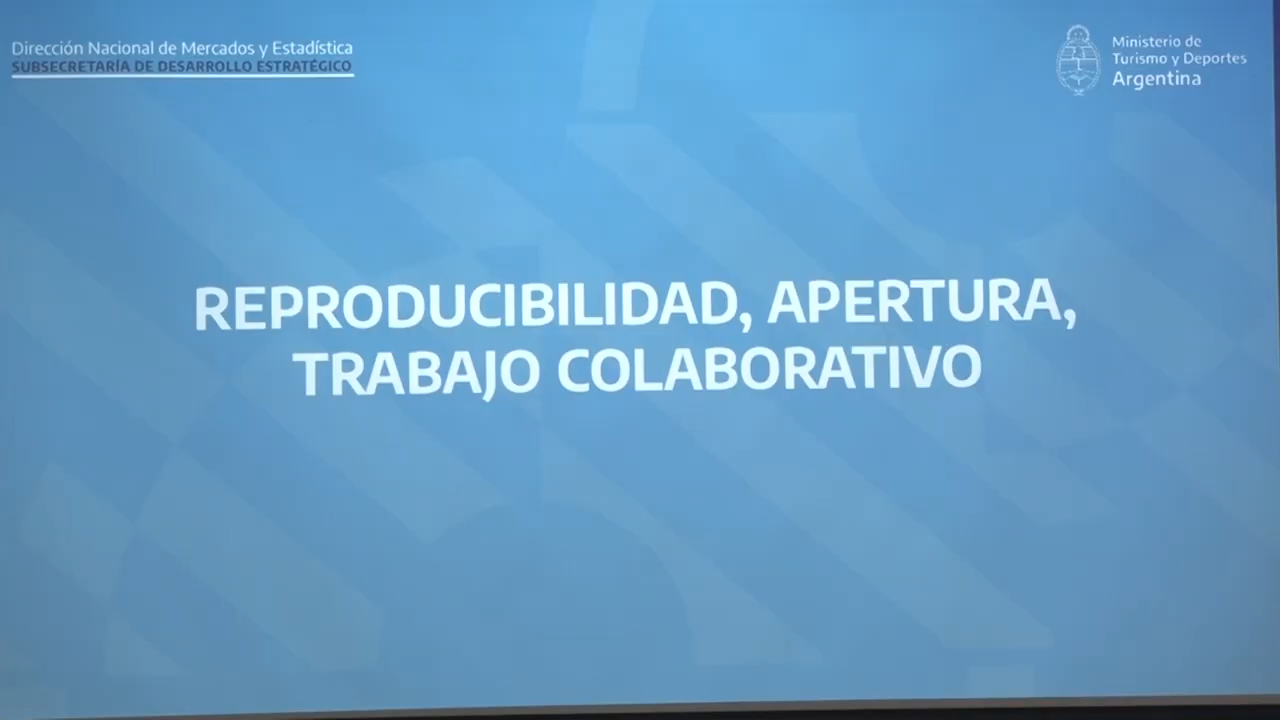 Dirección Nacional de Mercados y Estadística
SUBSECRETARÍA DE DESARROLLO ESTRATÉGICO
Ministerio de
Turismo y Deportes
Argentina
REPRODUCIBILIDAD, APERTURA,
TRABAJO COLABORATIVO